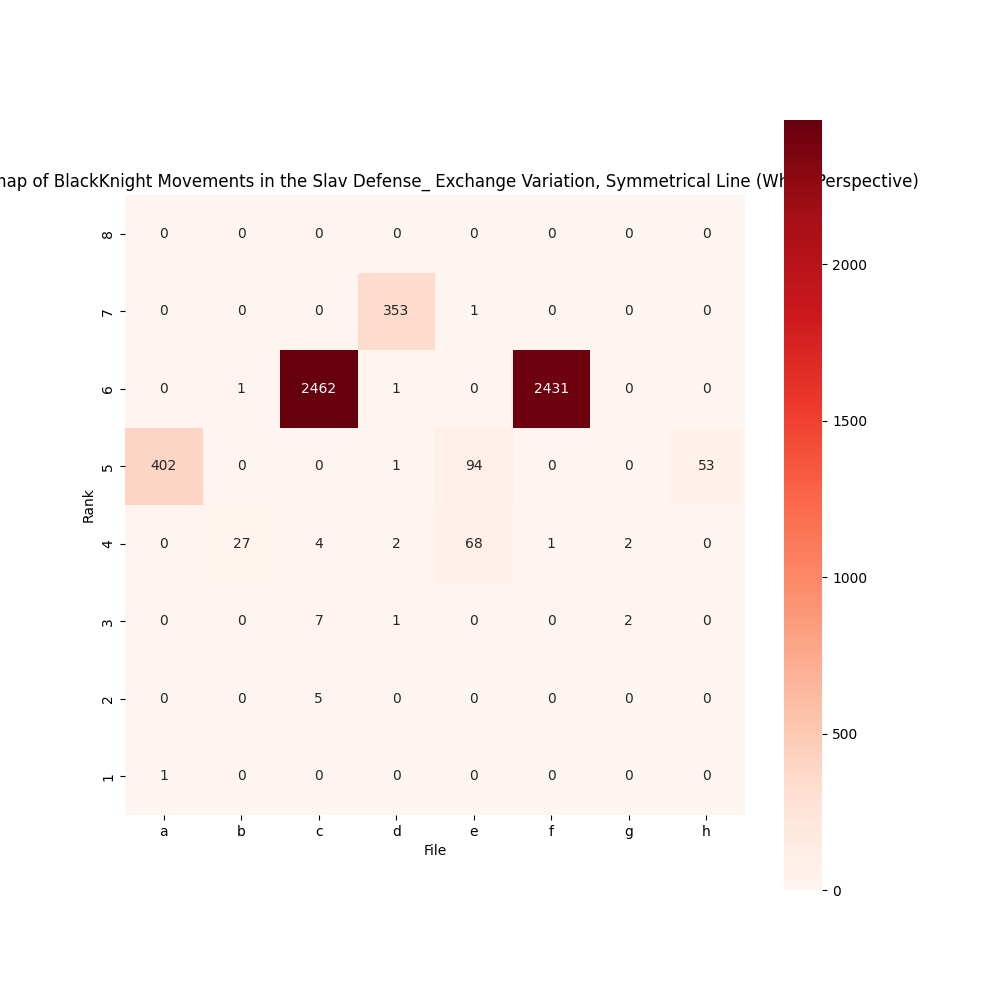 of BlackKnight Movements in the Slav Defense_ Exchange Variation, Symmetrical Line Perspective)
8 0 0 0 0 0 0 0 0
7 0 0 0 353 1 0 0 0
6 0 1 2462 1 0 2431 0 0
5 402 0 0 1 94 0 0 53
4 0 27 4 2 68 1 2 0
3 0 0 7 1 0 0 2 0
2 0 0 5 0 0 0 0 0
1 1 0 0 0 0 0 0 0
a b c d e f g h
File
Rank
2000
1500
1000
500
0